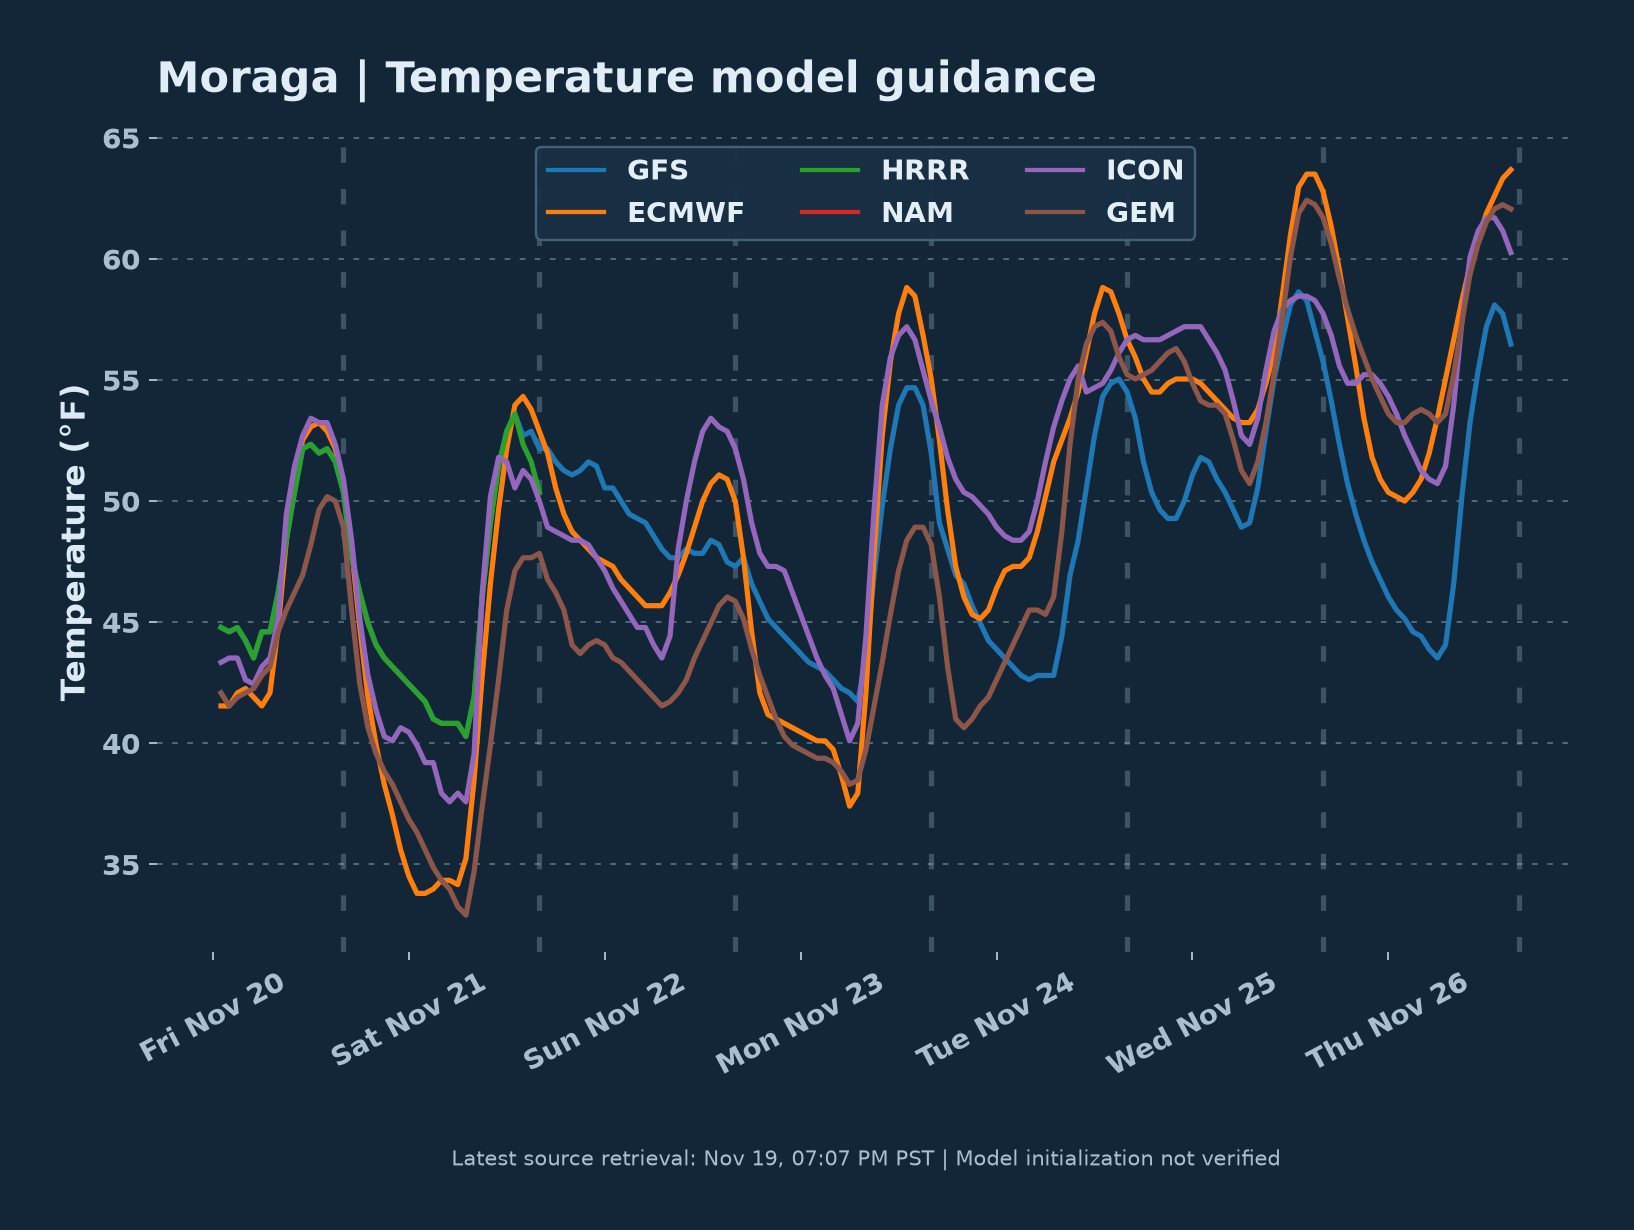 Moraga | Temperature model guidance
65
60
55
50
45
40
35
Temperature (°F)
GFS
ECMWF
HRRR
NAM
ICON
GEM
Fri Nov 20
Sat Nov 21
Sun Nov 22
Mon Nov 23
Tue Nov 24
Wed Nov 25
Thu Nov 26
Latest source retrieval: Nov 19, 07:07 PM PST | Model initialization not verified